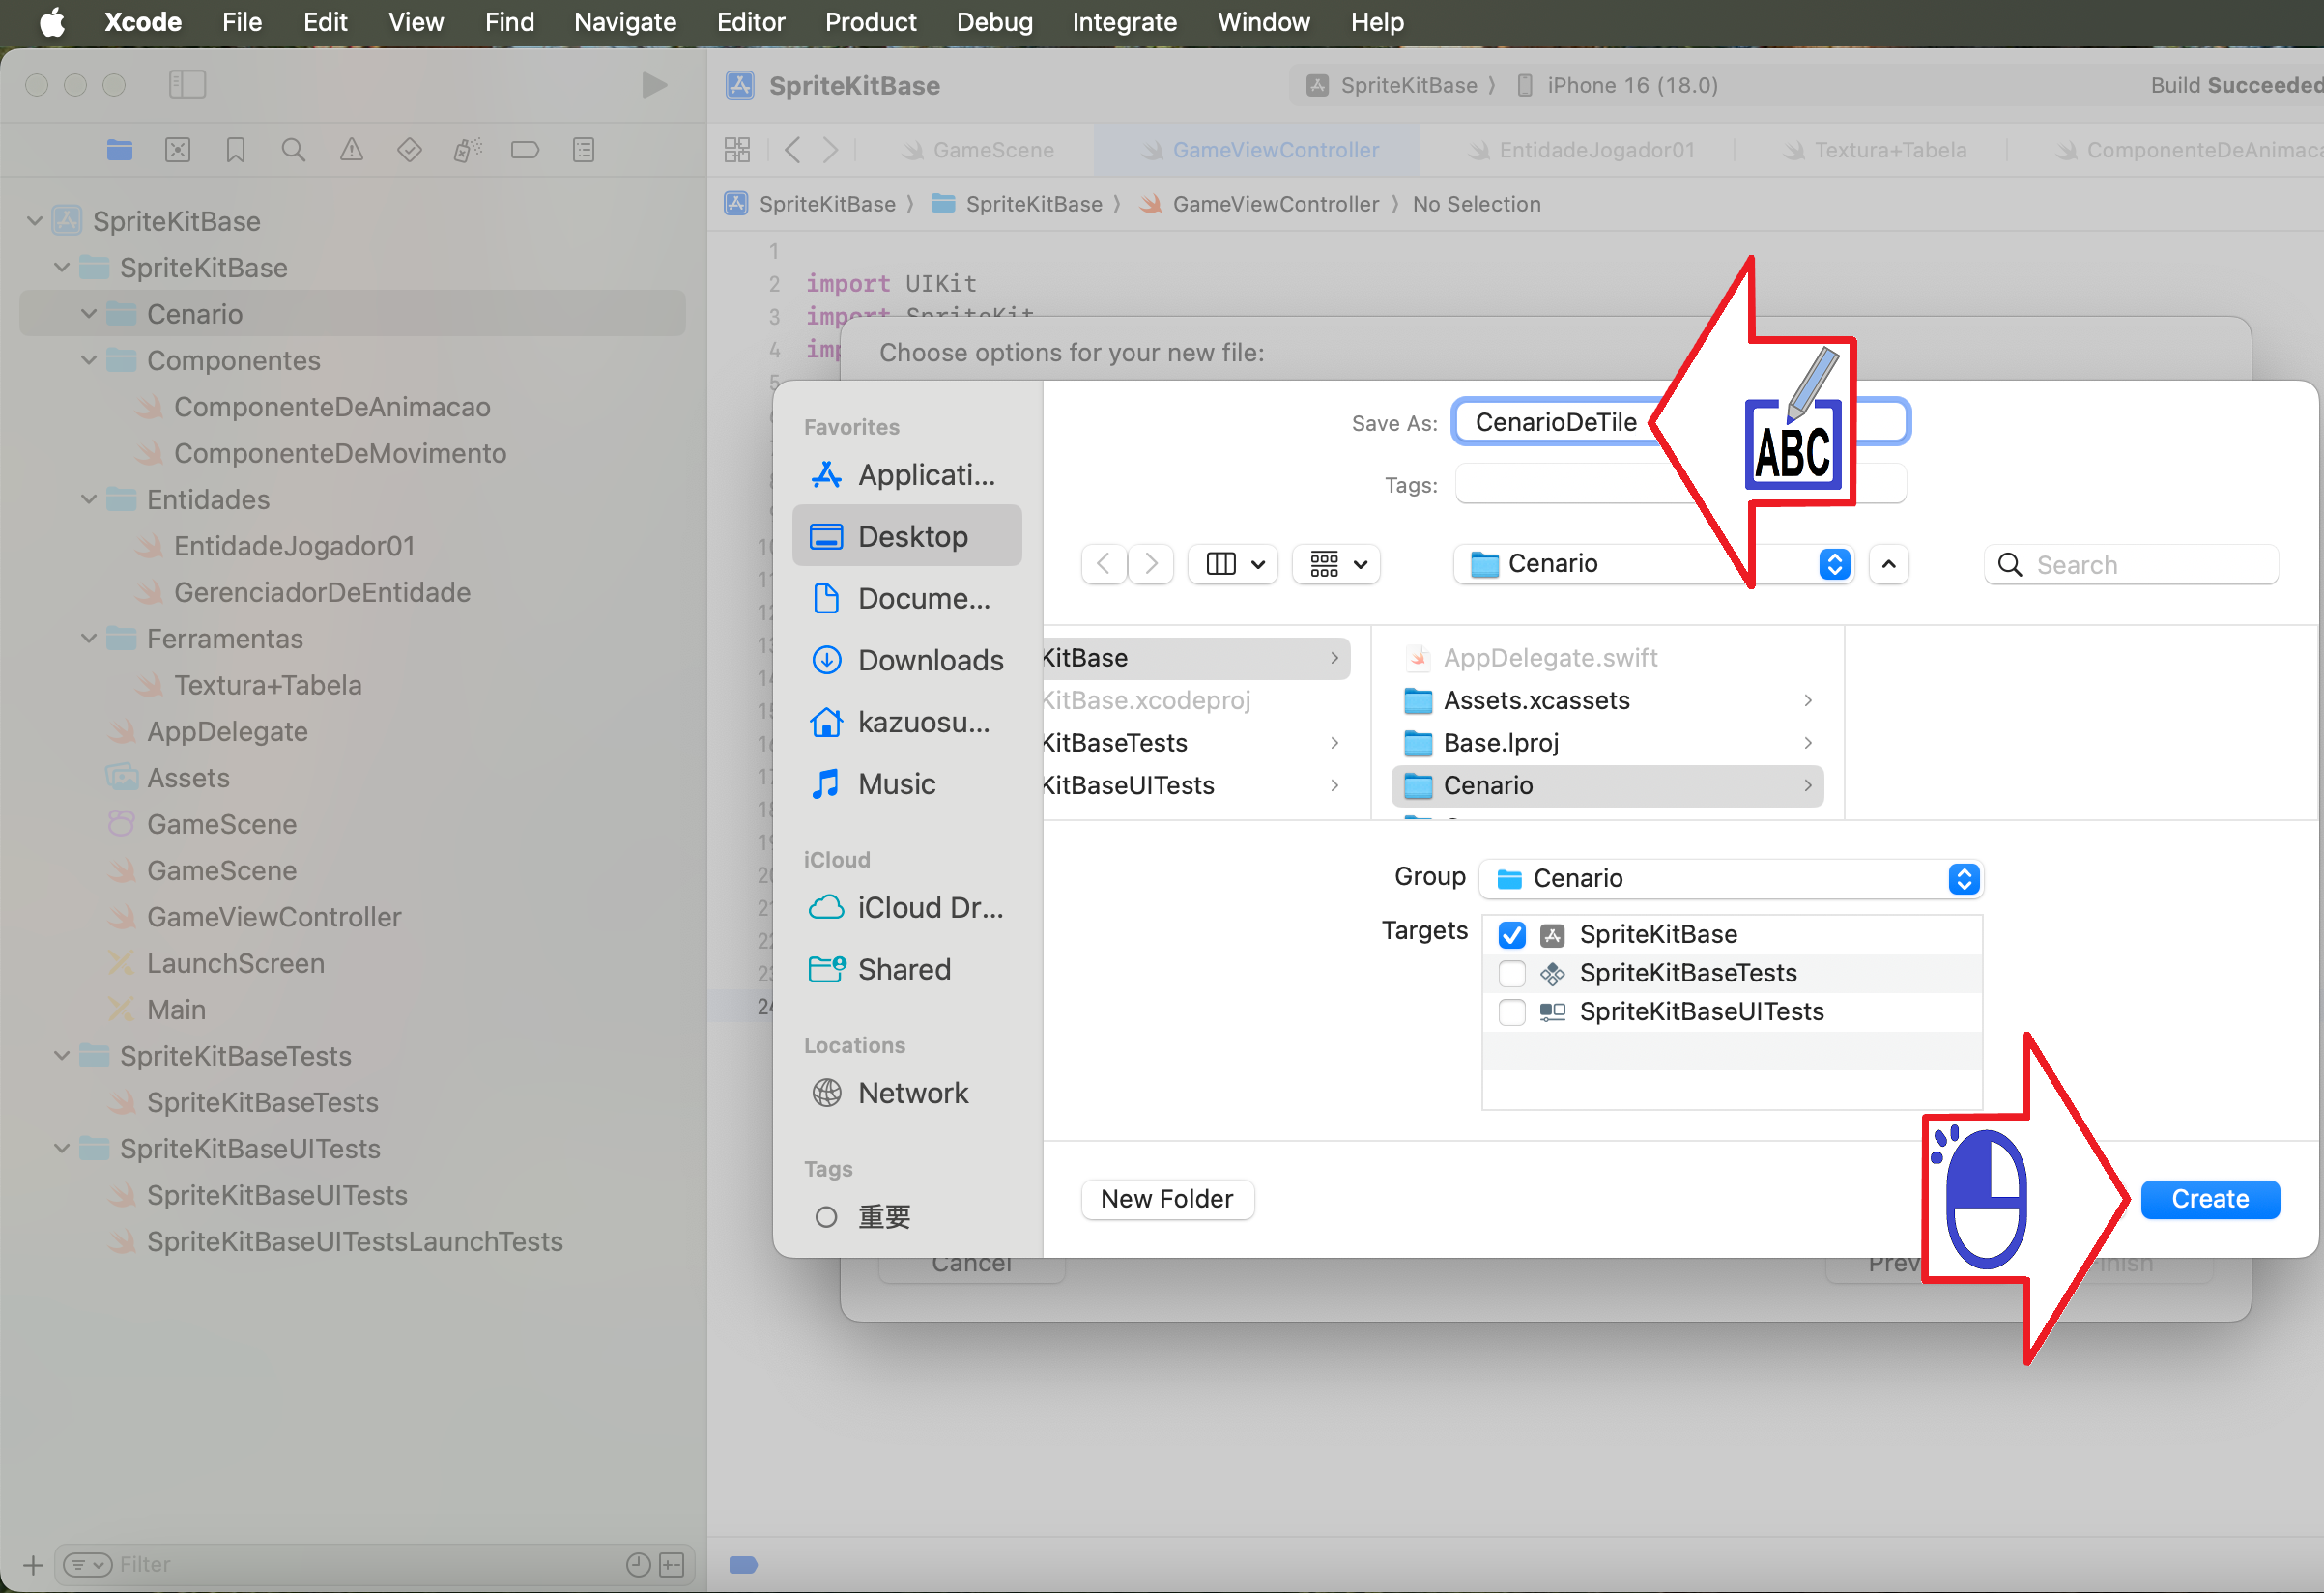 Xcode File Edit View Find Navigate Editor Product Debug Integrate Window Help
SpriteKitBase
SpriteKitBase 〉 iPhone 16 (18.0)
Build Succeeded
GameScene
GameViewController
EntidadeJogador01
Textura+Tabela
SpriteKitBase 〉 SpriteKitBase 〉 GameViewController 〉 No Selection
SpriteKitBase
SpriteKitBase
Cenario
Componentes
ComponenteDeAnimacao
ComponenteDeMovimento
Entidades
EntidadeJogador01
GerenciadorDeEntidade
Ferramentas
Textura+Tabela
AppDelegate
Assets
GameScene
GameScene
GameViewController
LaunchScreen
Main
SpriteKitBaseTests
SpriteKitBaseTests
SpriteKitBaseUITests
SpriteKitBaseUITests
SpriteKitBaseUITestsLaunchTests
Filter
1
2 import UIKit
3 import SpriteKit
4
5
Choose options for your new file:
Favorites
Applicati...
Desktop
Docume...
Downloads
kazuosu...
Music
iCloud
iCloud Dr...
Shared
Locations
Network
Tags
重要
Save As: CenarioDeTile
ABC
Tags:
Cenario
Search
KitBase
KitBase.xcodeproj
KitBaseTests
KitBaseUITests
AppDelegate.swift
Assets.xcassets
Base.lproj
Cenario
Group Cenario
Targets
SpriteKitBase
SpriteKitBaseTests
SpriteKitBaseUITests
New Folder
Create
Cancel